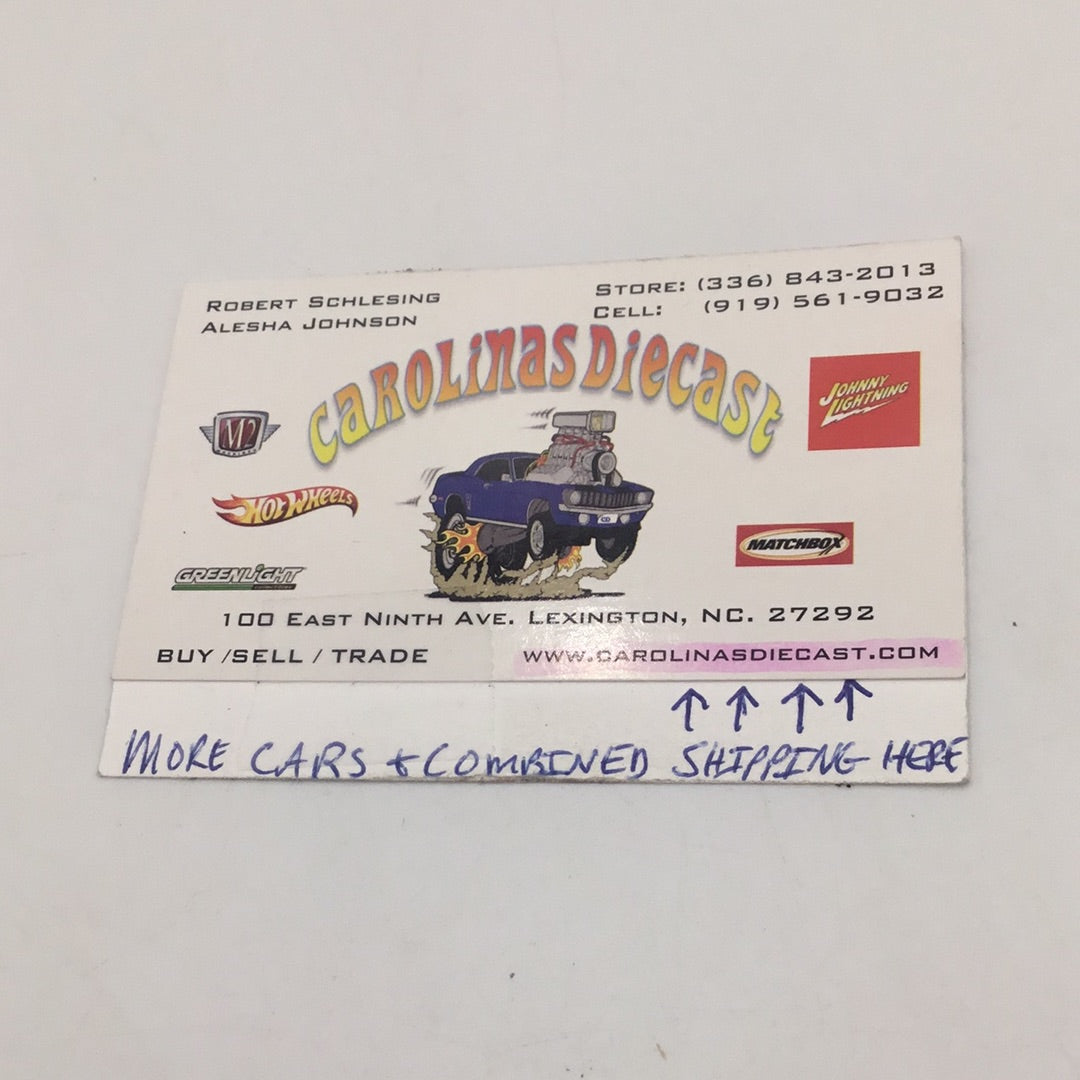 Robert Schlesing
Alesha Johnson
Store: (336) 843-2013
Cell: (919) 561-9032
Carolinas Diecast
M2
Johnny Lightning
Hot Wheels
Matchbox
Greenlight
CD
100 East Ninth Ave. Lexington, NC. 27292
BUY /SELL / TRADE
www.carolinasdiecast.com
↑ ↑ ↑ ↑
MORE CARS + COMBINED SHIPPING HERE